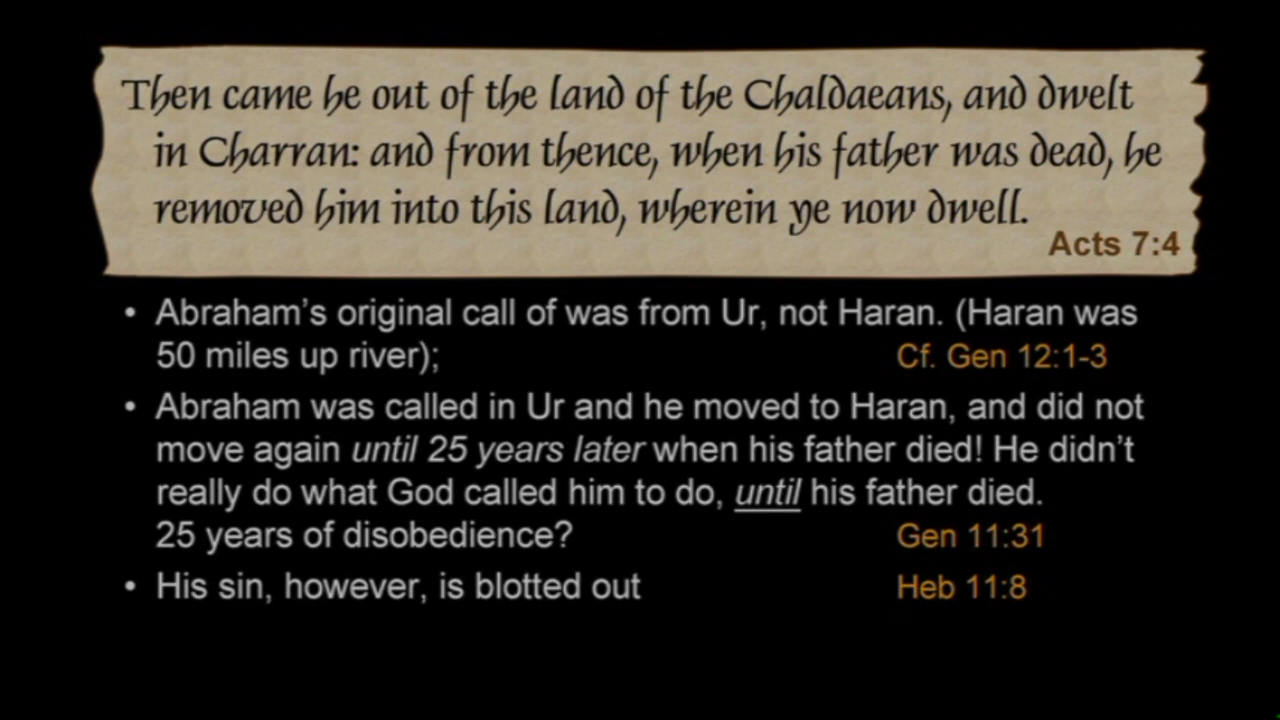 Then came he out of the land of the Chaldaeans, and dwelt
in Charran: and from thence, when his father was dead, he
removed him into this land, wherein ye now dwell.
Acts 7:4
• Abraham’s original call of was from Ur, not Haran. (Haran was
50 miles up river); Cf. Gen 12:1-3
• Abraham was called in Ur and he moved to Haran, and did not
move again until 25 years later when his father died! He didn’t
really do what God called him to do, until his father died.
25 years of disobedience? Gen 11:31
• His sin, however, is blotted out Heb 11:8